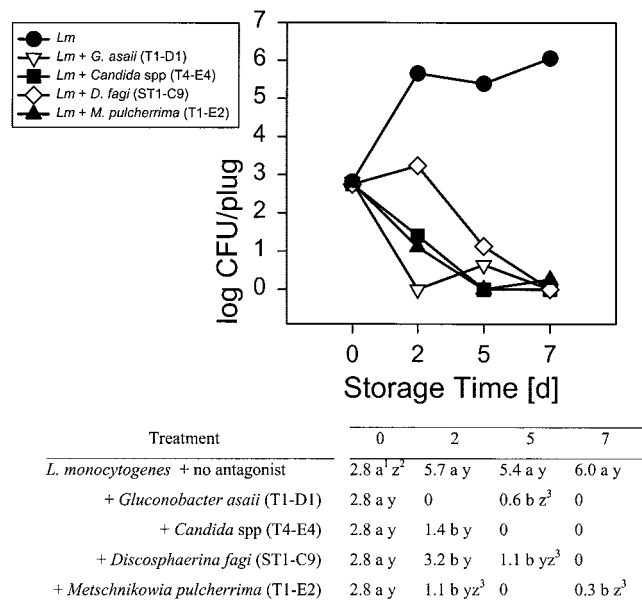 Lm
Lm + G. asaii (T1-D1)
Lm + Candida spp (T4-E4)
Lm + D. fagi (ST1-C9)
Lm + M. pulcherrima (T1-E2)
log CFU/plug
7
6
5
4
3
2
1
0
0 2 5 7
Storage Time [d]
Treatment 0 2 5 7
L. monocytogenes + no antagonist 2.8 a¹ z² 5.7 a y 5.4 a y 6.0 a y
+ Gluconobacter asaii (T1-D1) 2.8 a y 0 0.6 b z³ 0
+ Candida spp (T4-E4) 2.8 a y 1.4 b y 0 0
+ Discosphaerina fagi (ST1-C9) 2.8 a y 3.2 b y 1.1 b yz³ 0
+ Metschnikowia pulcherrima (T1-E2) 2.8 a y 1.1 b yz³ 0 0.3 b z³